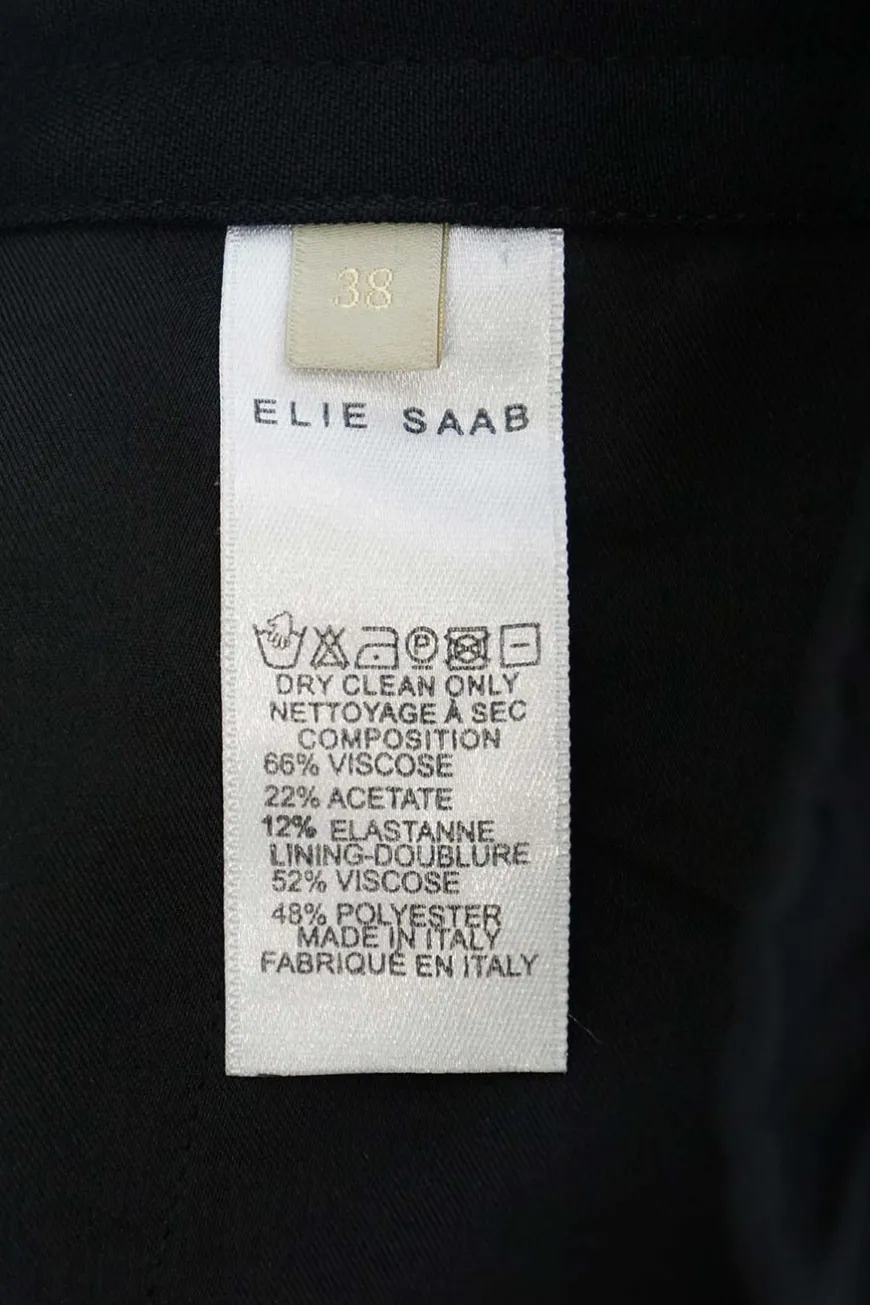 38
ELIE SAAB
P
DRY CLEAN ONLY
NETTOYAGE À SEC
COMPOSITION
66% VISCOSE
22% ACETATE
12% ELASTANNE
LINING-DOUBLURE
52% VISCOSE
48% POLYESTER
MADE IN ITALY
FABRIQUÉ EN ITALY